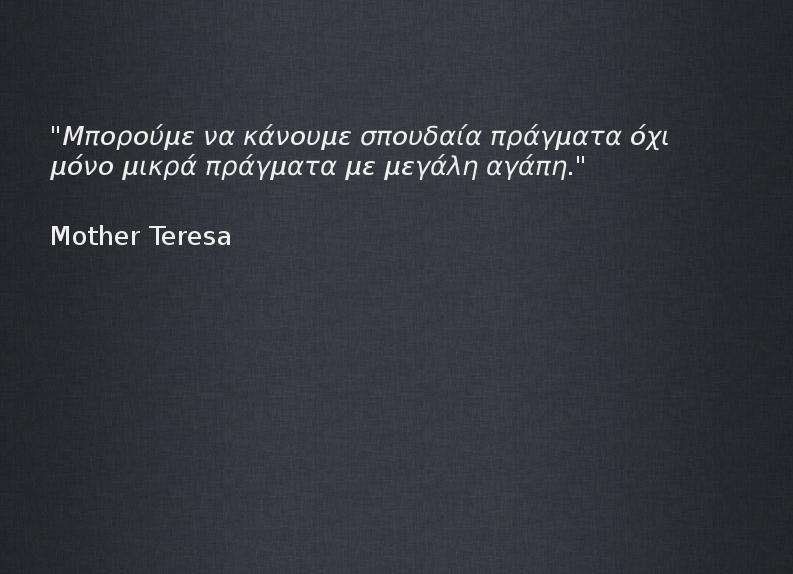 "Μπορούμε να κάνουμε σπουδαία πράγματα όχι
μόνο μικρά πράγματα με μεγάλη αγάπη."
Mother Teresa